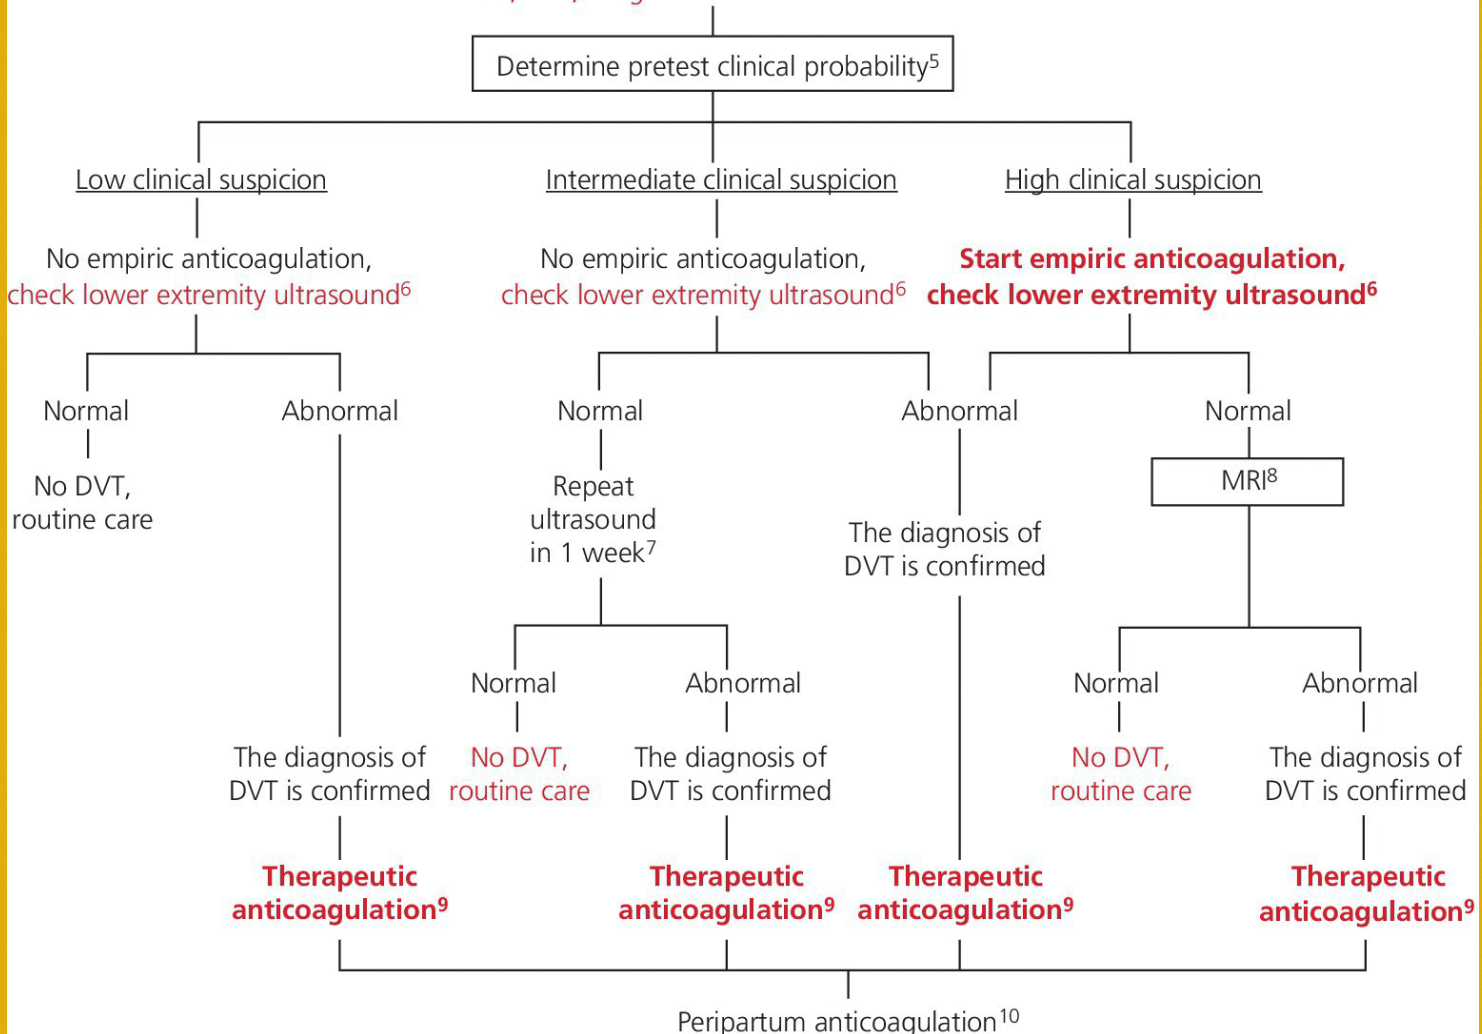 Determine pretest clinical probability5
Low clinical suspicion
No empiric anticoagulation,
check lower extremity ultrasound6
Normal
No DVT,
routine care
Abnormal
The diagnosis of
DVT is confirmed
Therapeutic
anticoagulation9
Intermediate clinical suspicion
No empiric anticoagulation,
check lower extremity ultrasound6
Normal
Repeat
ultrasound
in 1 week7
Normal
No DVT,
routine care
Abnormal
The diagnosis of
DVT is confirmed
Therapeutic
anticoagulation9
High clinical suspicion
Start empiric anticoagulation,
check lower extremity ultrasound6
Abnormal
The diagnosis of
DVT is confirmed
Therapeutic
anticoagulation9
Normal
MRI8
Normal
No DVT,
routine care
Abnormal
The diagnosis of
DVT is confirmed
Therapeutic
anticoagulation9
Peripartum anticoagulation10